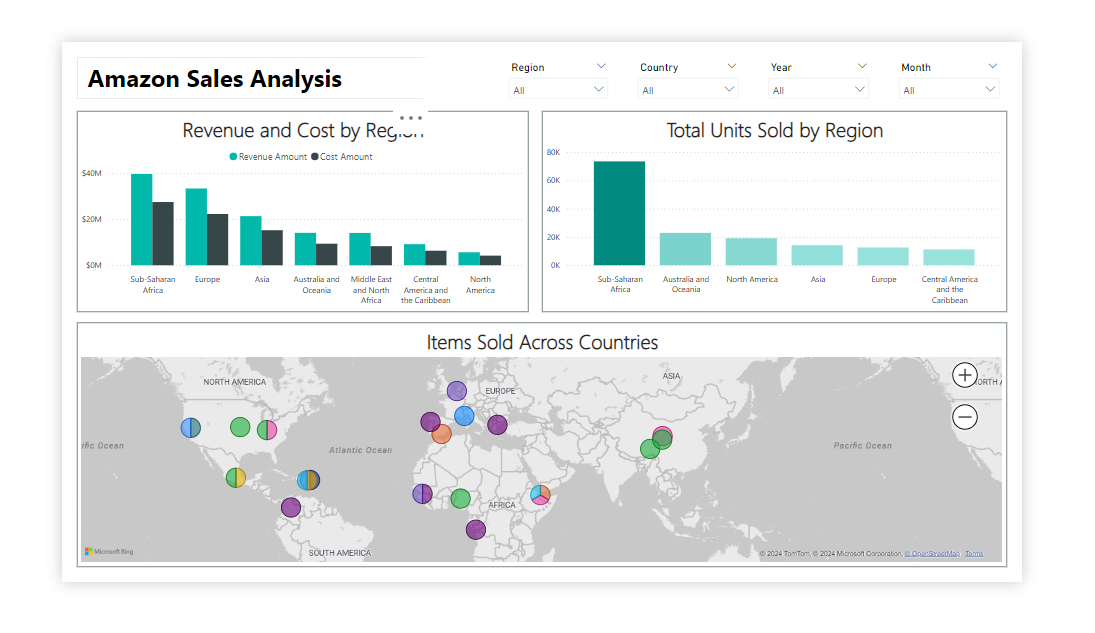 Amazon Sales Analysis
Region
Country
Year
Month
All
All
All
All
Revenue and Cost by Region
Revenue Amount
Cost Amount
$40M
$20M
$0M
Sub-Saharan
Africa
Europe
Asia
Australia and
Oceania
Middle East
and North
Africa
Central
America and
the Caribbean
North
America
Total Units Sold by Region
80K
60K
40K
20K
0K
Sub-Saharan
Africa
Australia and
Oceania
North America
Asia
Europe
Central America
and the
Caribbean
Items Sold Across Countries
NORTH AMERICA
EUROPE
ASIA
ORTH A
ific Ocean
Atlantic Ocean
Pacific Ocean
AFRICA
SOUTH AMERICA
Microsoft Bing
© 2024 TomTom, © 2024 Microsoft Corporation, © OpenStreetMap Terms